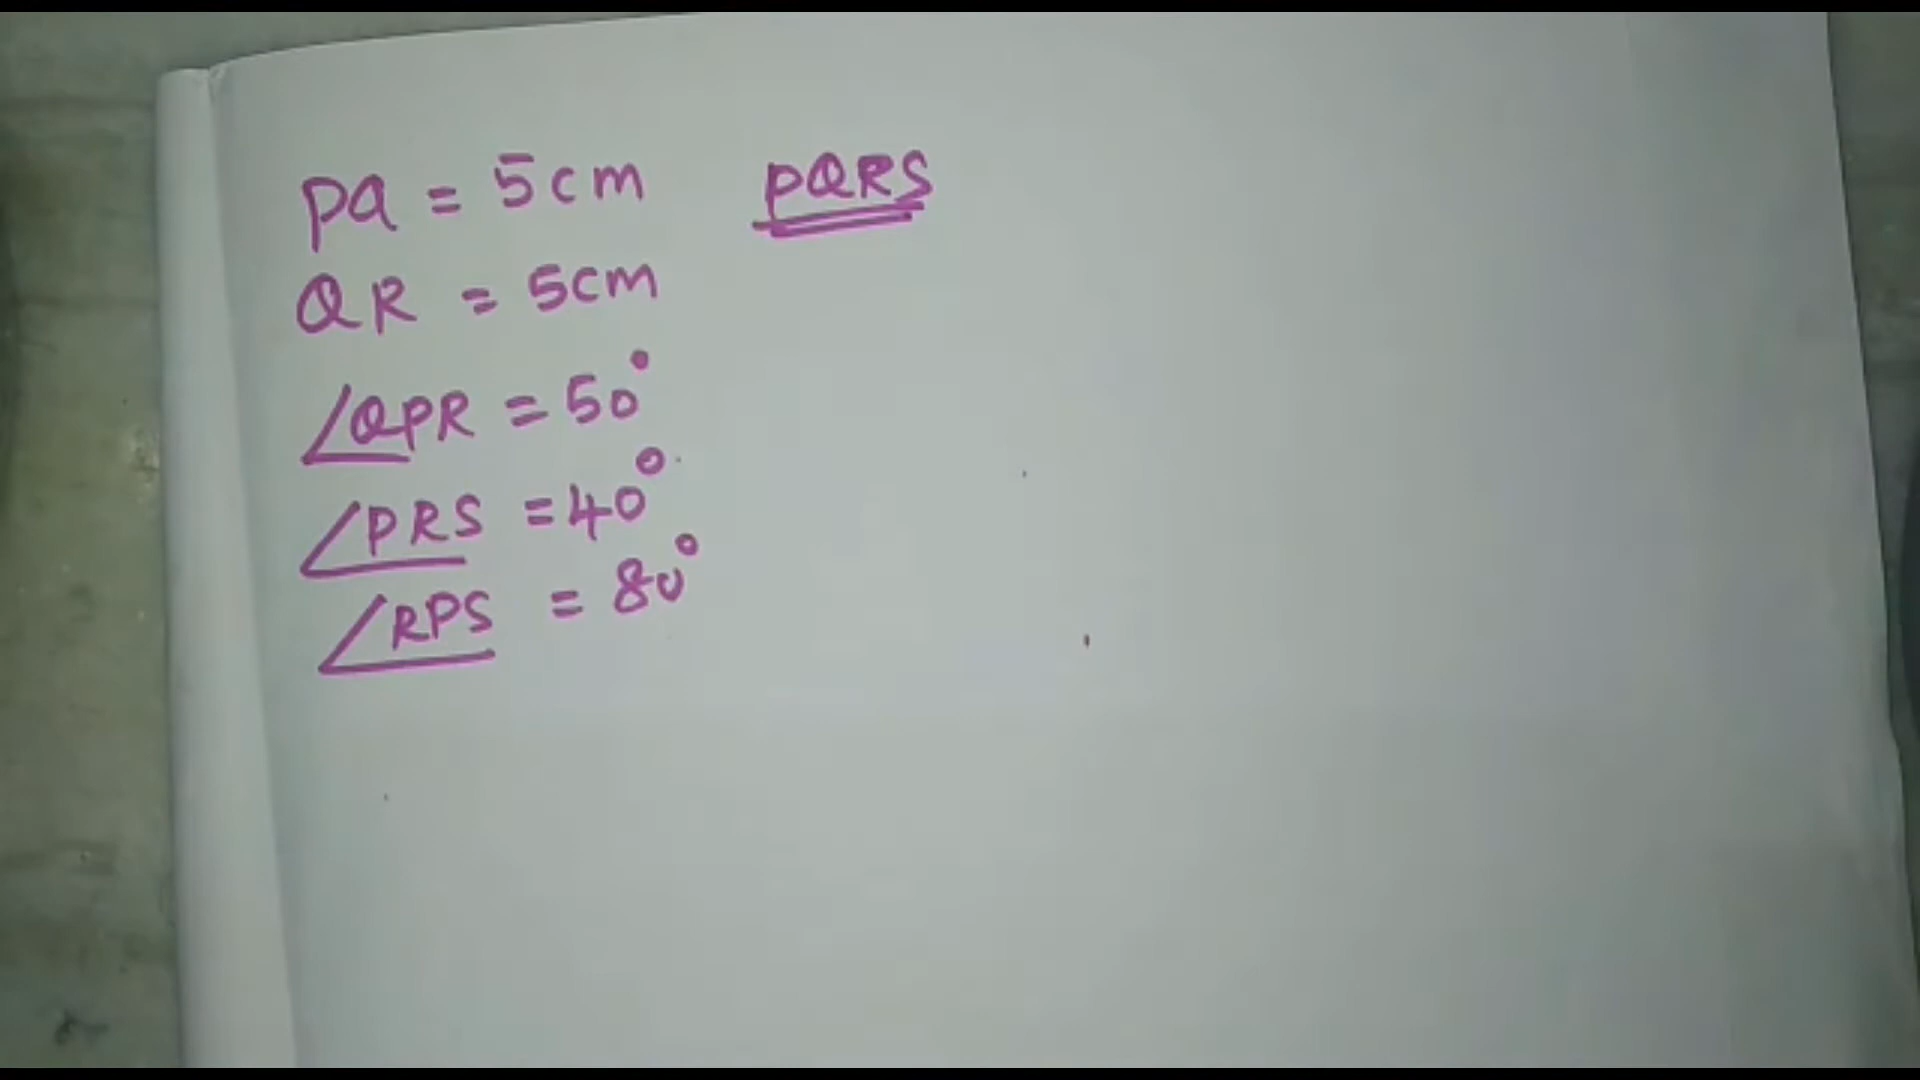 PQ = 5cm PQRS
QR = 5cm
∠QPR = 50°
∠PRS = 40°
∠RPS = 80°